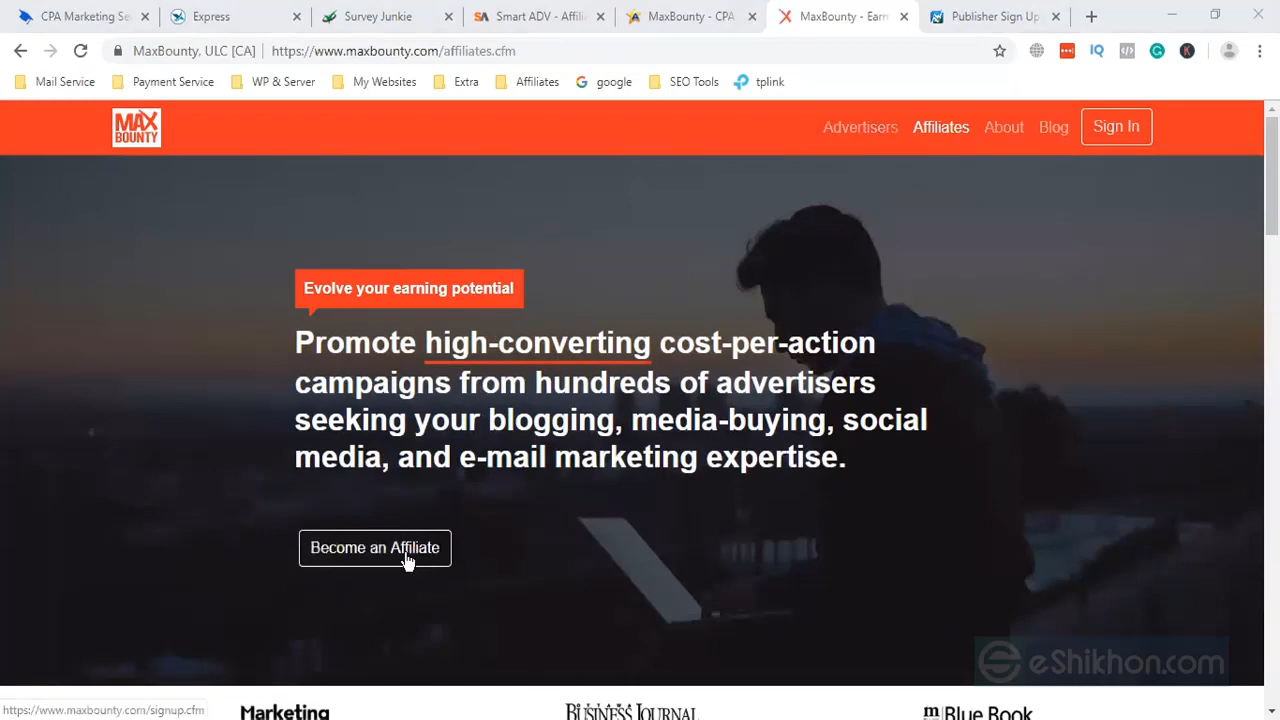 CPA Marketing Se
Express
Survey Junkie
Smart ADV - Affili
MaxBounty - CPA
MaxBounty - Earn
Publisher Sign Up
MaxBounty, ULC [CA]
https://www.maxbounty.com/affiliates.cfm
Mail Service
Payment Service
WP & Server
My Websites
Extra
Affiliates
google
SEO Tools
tplink
MAX
BOUNTY
Advertisers
Affiliates
About
Blog
Sign In
Evolve your earning potential
Promote high-converting cost-per-action
campaigns from hundreds of advertisers
seeking your blogging, media-buying, social
media, and e-mail marketing expertise.
Become an Affiliate
eShikhon.com
https://www.maxbounty.com/signup.cfm
Marketing
BUSINESS JOURNAL
Blue Book